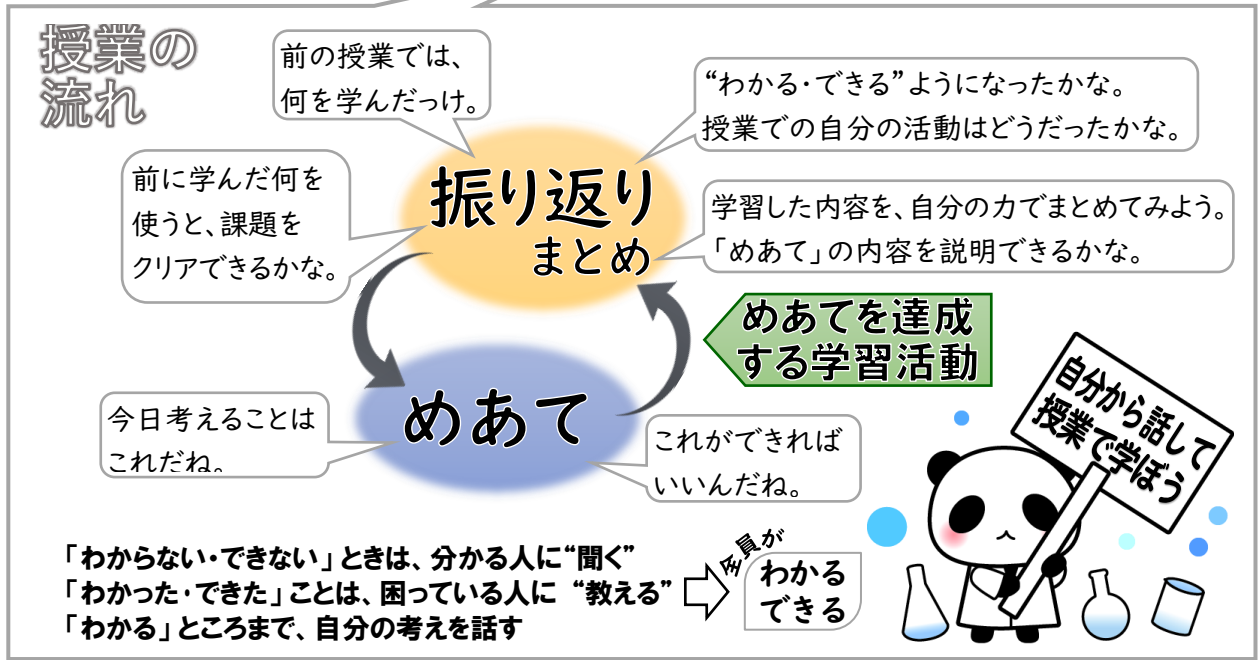 授業の
流れ
前の授業では、
何を学んだっけ。
“わかる・できる”ようになったかな。
授業での自分の活動はどうだったかな。
前に学んだ何を
使うと、課題を
クリアできるかな。
振り返り
まとめ
学習した内容を、自分の力でまとめてみよう。
「めあて」の内容を説明できるかな。
めあてを達成
する学習活動
めあて
今日考えることは
これだね。
これができれば
いいんだね。
自分から話して
授業で学ぼう
「わからない・できない」ときは、分かる人に“聞く”
「わかった・できた」ことは、困っている人に “教える”
「わかる」ところまで、自分の考えを話す
全員が
わかる
できる